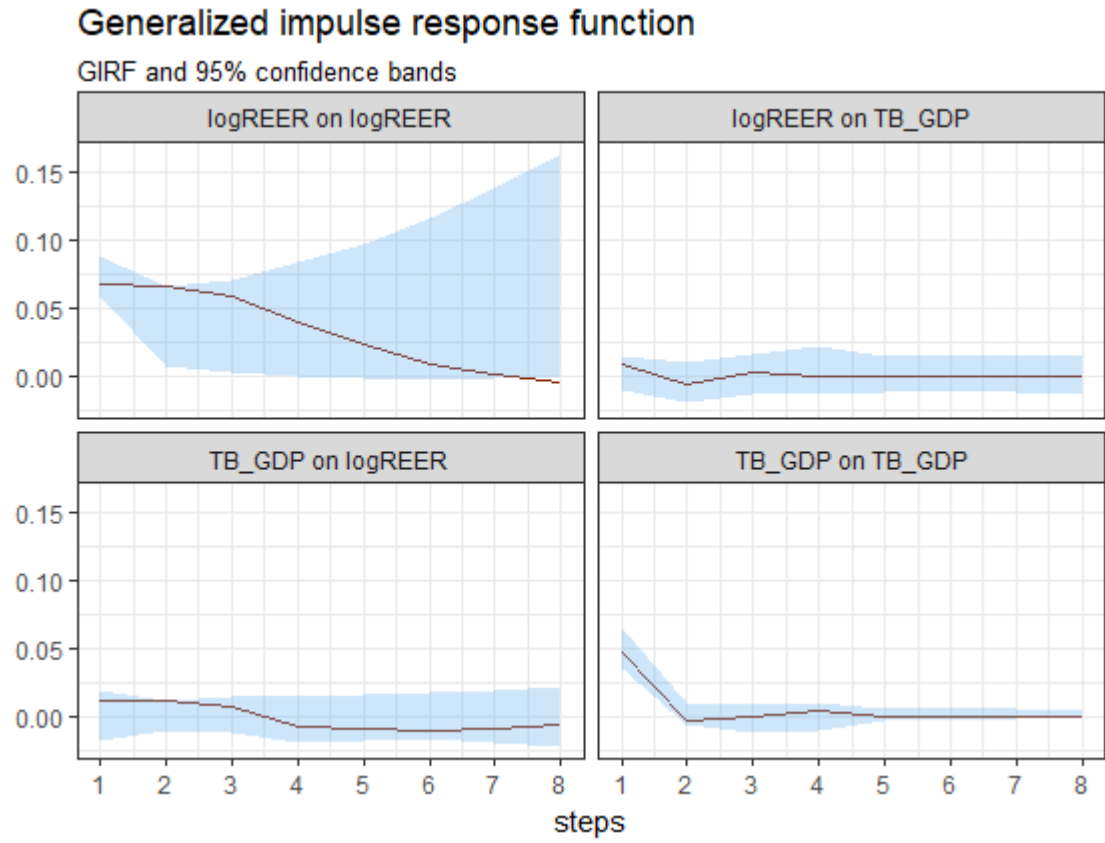 Generalized impulse response function
GIRF and 95% confidence bands
logREER on logREER
logREER on TB_GDP
0.15
0.10
0.05
0.00
TB_GDP on logREER
TB_GDP on TB_GDP
0.15
0.10
0.05
0.00
1 2 3 4 5 6 7 8
1 2 3 4 5 6 7 8
steps